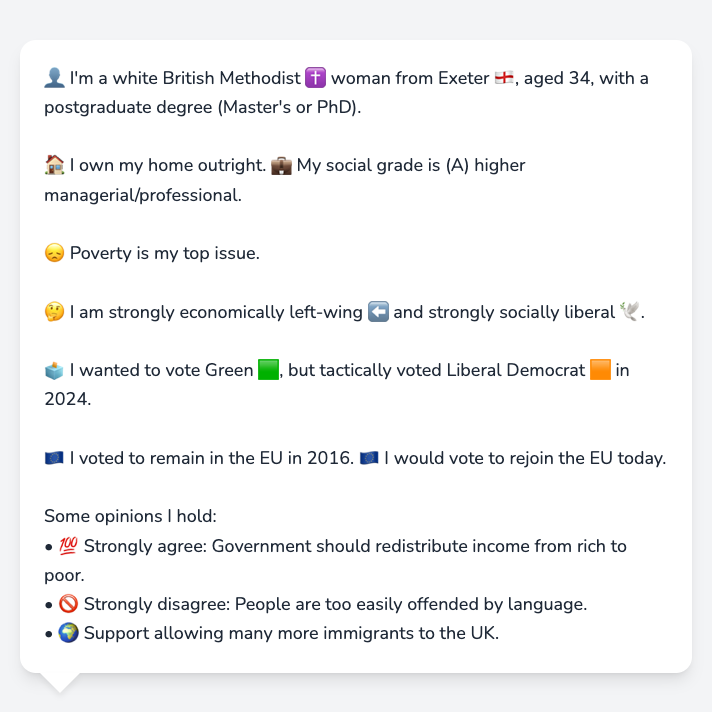 👤 I'm a white British Methodist ✝️ woman from Exeter 🏴󠁧󠁢󠁥󠁮󠁧󠁿, aged 34, with a
postgraduate degree (Master's or PhD).
🏠 I own my home outright. 💼 My social grade is (A) higher
managerial/professional.
😞 Poverty is my top issue.
🤔 I am strongly economically left-wing ⬅️ and strongly socially liberal 🕊️.
🗳️ I wanted to vote Green 🟩, but tactically voted Liberal Democrat 🟧 in
2024.
🇪🇺 I voted to remain in the EU in 2016. 🇪🇺 I would vote to rejoin the EU today.
Some opinions I hold:
• 💯 Strongly agree: Government should redistribute income from rich to
poor.
• 🚫 Strongly disagree: People are too easily offended by language.
• 🌍 Support allowing many more immigrants to the UK.